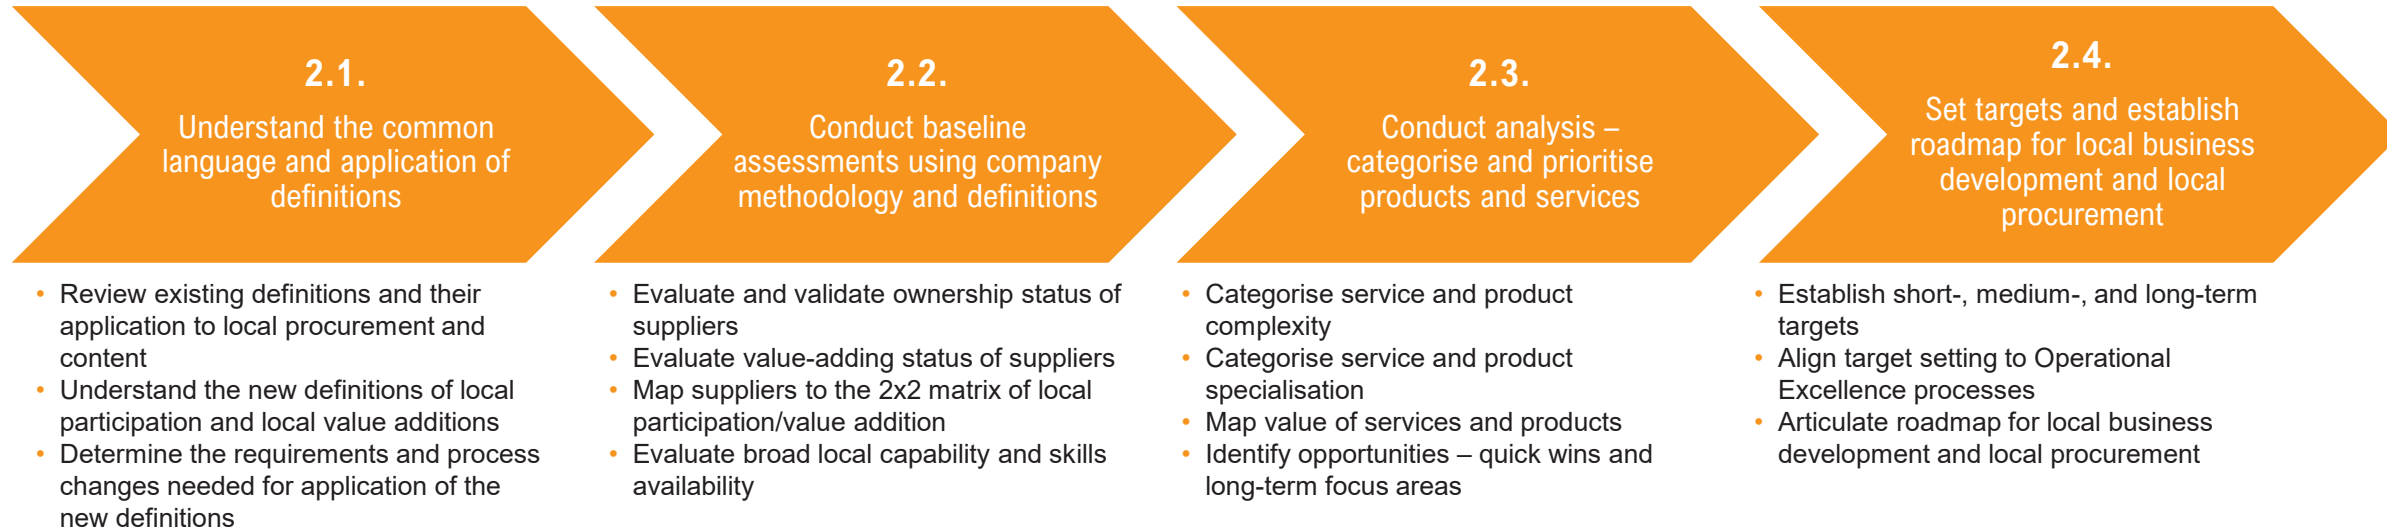 2.1.
Understand the common
language and application of
definitions
• Review existing definitions and their
application to local procurement and
content
• Understand the new definitions of local
participation and local value additions
• Determine the requirements and process
changes needed for application of the
new definitions
2.2.
Conduct baseline
assessments using company
methodology and definitions
• Evaluate and validate ownership status of
suppliers
• Evaluate value-adding status of suppliers
• Map suppliers to the 2x2 matrix of local
participation/value addition
• Evaluate broad local capability and skills
availability
2.3.
Conduct analysis –
categorise and prioritise
products and services
• Categorise service and product
complexity
• Categorise service and product
specialisation
• Map value of services and products
• Identify opportunities – quick wins and
long-term focus areas
2.4.
Set targets and establish
roadmap for local business
development and local
procurement
• Establish short-, medium-, and long-term
targets
• Align target setting to Operational
Excellence processes
• Articulate roadmap for local business
development and local procurement